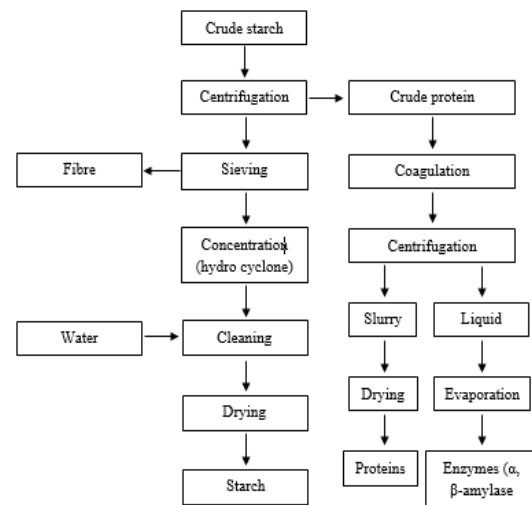 Crude starch
Centrifugation
Crude protein
Fibre
Sieving
Coagulation
Concentration
(hydro cyclone)
Centrifugation
Water
Cleaning
Slurry
Liquid
Drying
Drying
Evaporation
Starch
Proteins
Enzymes (α,
β-amylase